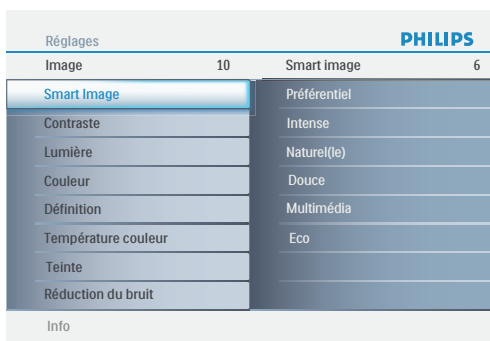 Réglages
PHILIPS
Image 10
Smart image 6
Smart Image
Préférentiel
Contraste
Intense
Lumière
Naturel(le)
Couleur
Douce
Définition
Multimédia
Température couleur
Eco
Teinte
Réduction du bruit
Info